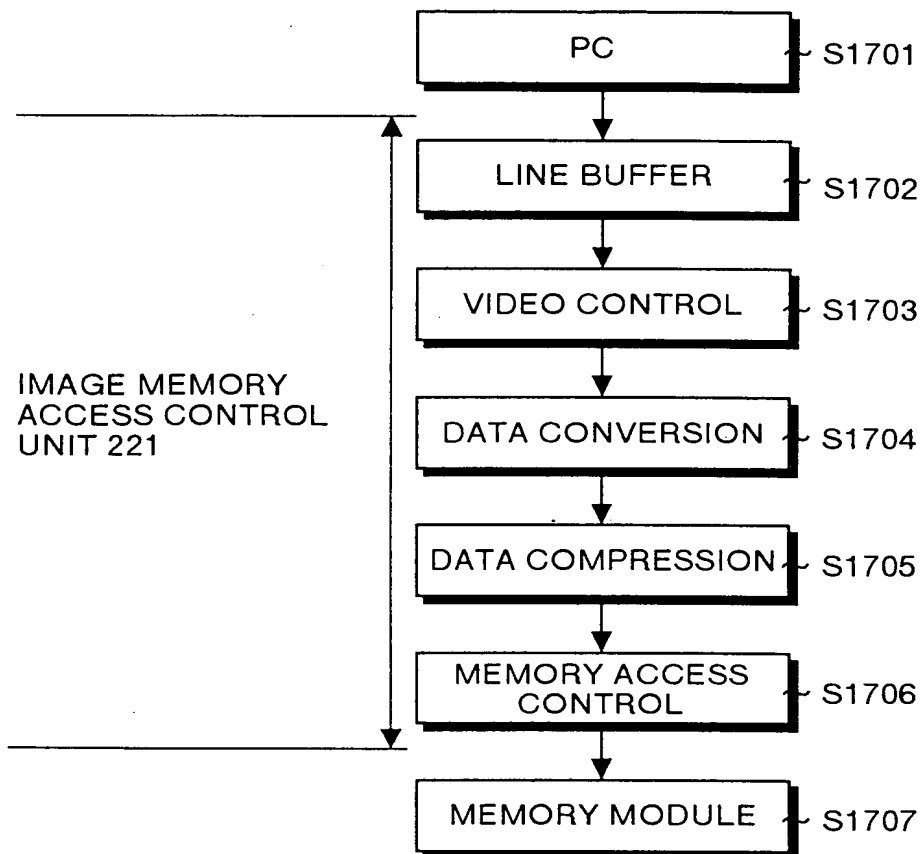 PC
S1701
LINE BUFFER
S1702
VIDEO CONTROL
S1703
IMAGE MEMORY
ACCESS CONTROL
UNIT 221
DATA CONVERSION
S1704
DATA COMPRESSION
S1705
MEMORY ACCESS
CONTROL
S1706
MEMORY MODULE
S1707